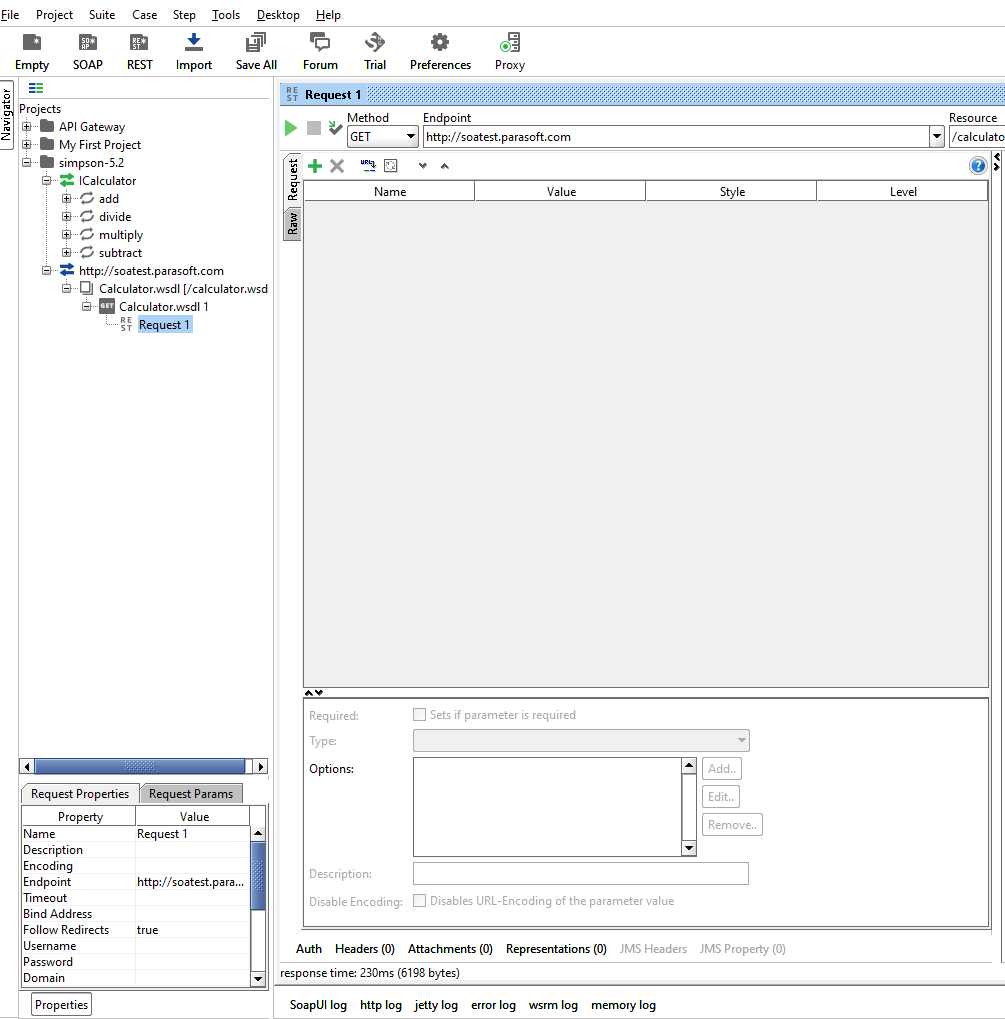 File Project Suite Case Step Tools Desktop Help
Empty SOAP REST Import Save All Forum Trial Preferences Proxy
Navigator
Projects
API Gateway
My First Project
simpson-5.2
ICalculator
add
divide
multiply
subtract
http://soatest.parasoft.com
Calculator.wsdl [/calculator.wsd
GET Calculator.wsdl 1
REST Request 1
Request Properties Request Params
Property Value
Name Request 1
Description
Encoding
Endpoint http://soatest.para...
Timeout
Bind Address
Follow Redirects true
Username
Password
Domain
Properties
REST Request 1
Method Endpoint Resource
GET http://soatest.parasoft.com /calculato
Request
Raw
Name Value Style Level
Required: Sets if parameter is required
Type:
Options: Add..
Edit..
Remove..
Description:
Disable Encoding: Disables URL-Encoding of the parameter value
Auth Headers (0) Attachments (0) Representations (0) JMS Headers JMS Property (0)
response time: 230ms (6198 bytes)
SoapUI log http log jetty log error log wsrm log memory log